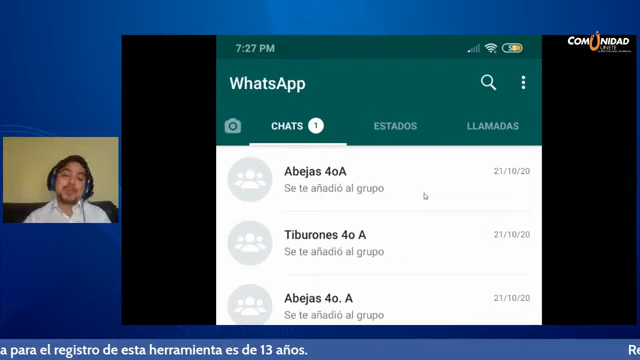 7:27 PM
50
COMUNIDAD
ÚNETE
WhatsApp
CHATS 1 ESTADOS LLAMADAS
Abejas 4oA 21/10/20
Se te añadió al grupo
Tiburones 4o A 21/10/20
Se te añadió al grupo
Abejas 4o. A 21/10/20
Se te añadió al grupo
a para el registro de esta herramienta es de 13 años. Re